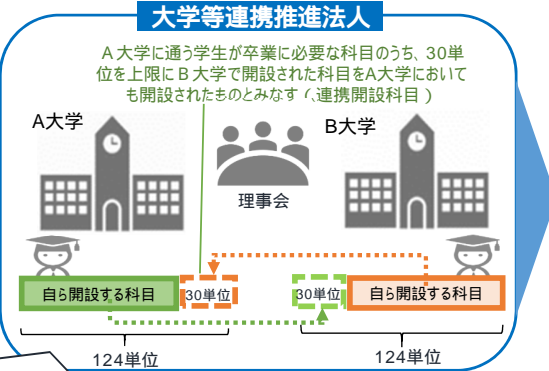 大学等連携推進法人
A大学に通う学生が卒業に必要な科目のうち、30単
位を上限にB大学で開設された科目をA大学において
も開設されたものとみなす（、連携開設科目）
A大学
B大学
理事会
自ら開設する科目
30単位
30単位
自ら開設する科目
124単位
124単位